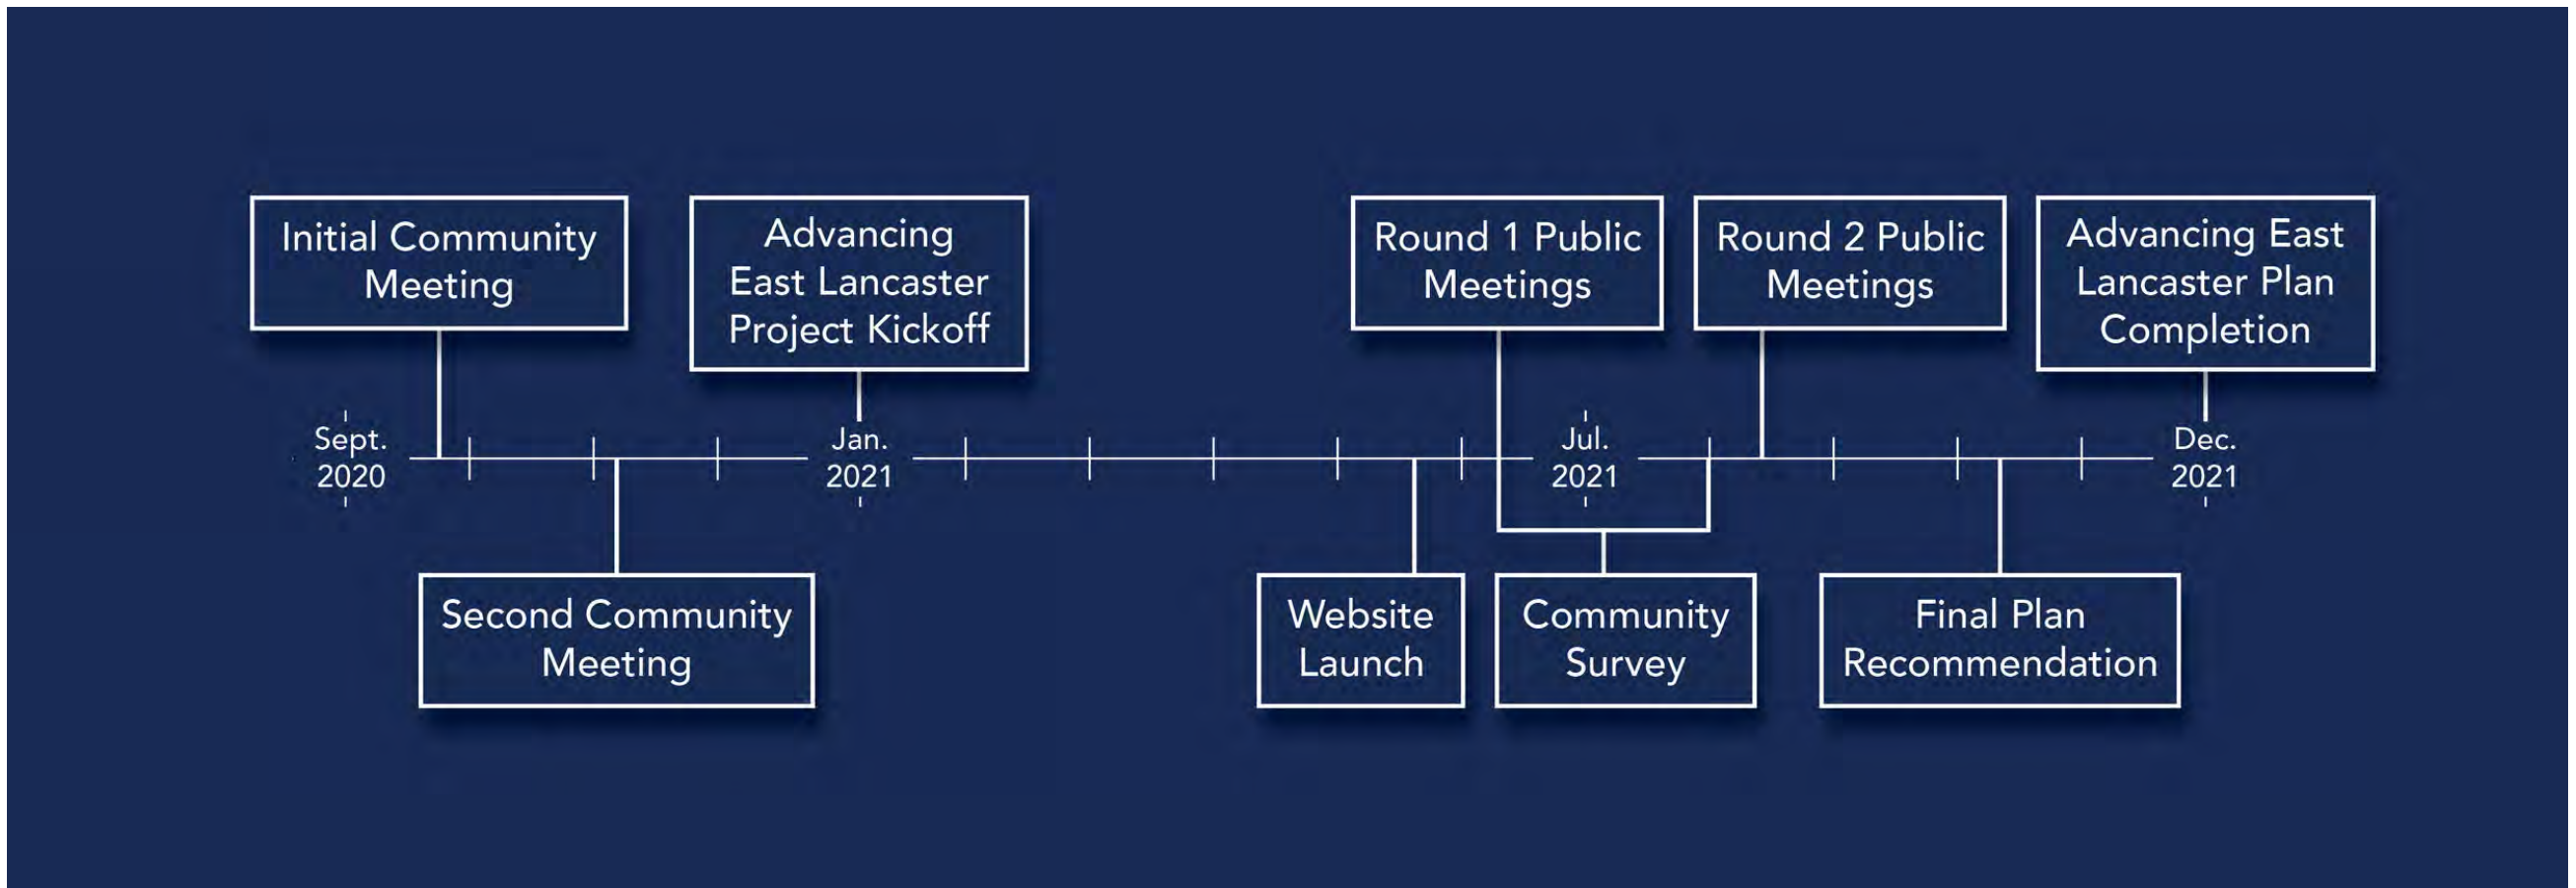 Initial Community
Meeting
Advancing
East Lancaster
Project Kickoff
Round 1 Public
Meetings
Round 2 Public
Meetings
Advancing East
Lancaster Plan
Completion
Sept.
2020
Jan.
2021
Jul.
2021
Dec.
2021
Second Community
Meeting
Website
Launch
Community
Survey
Final Plan
Recommendation